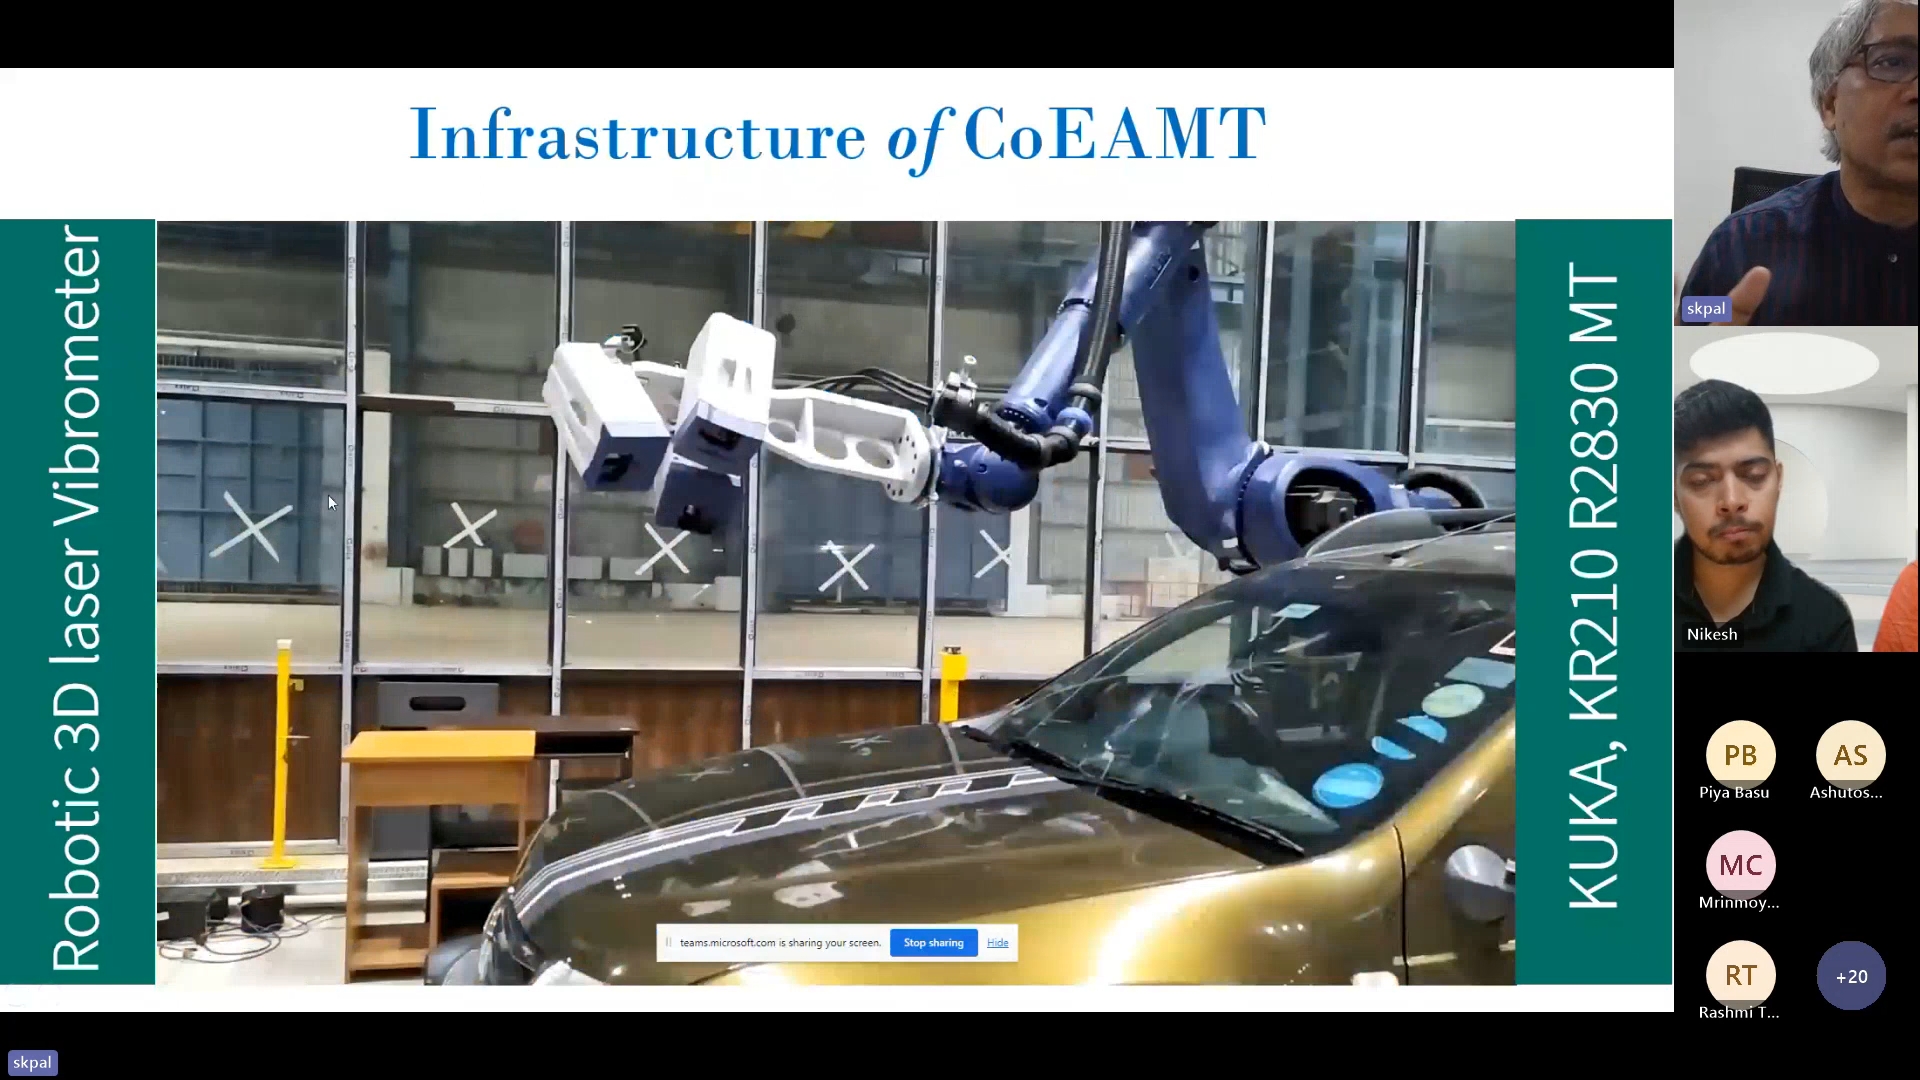 Infrastructure of CoEAMT
Robotic 3D laser Vibrometer
KUKA, KR210 R2830 MT
teams.microsoft.com is sharing your screen.
Stop sharing
Hide
skpal
skpal
Nikesh
PB
Piya Basu
AS
Ashutos...
MC
Mrinmoy...
RT
Rashmi T...
+20